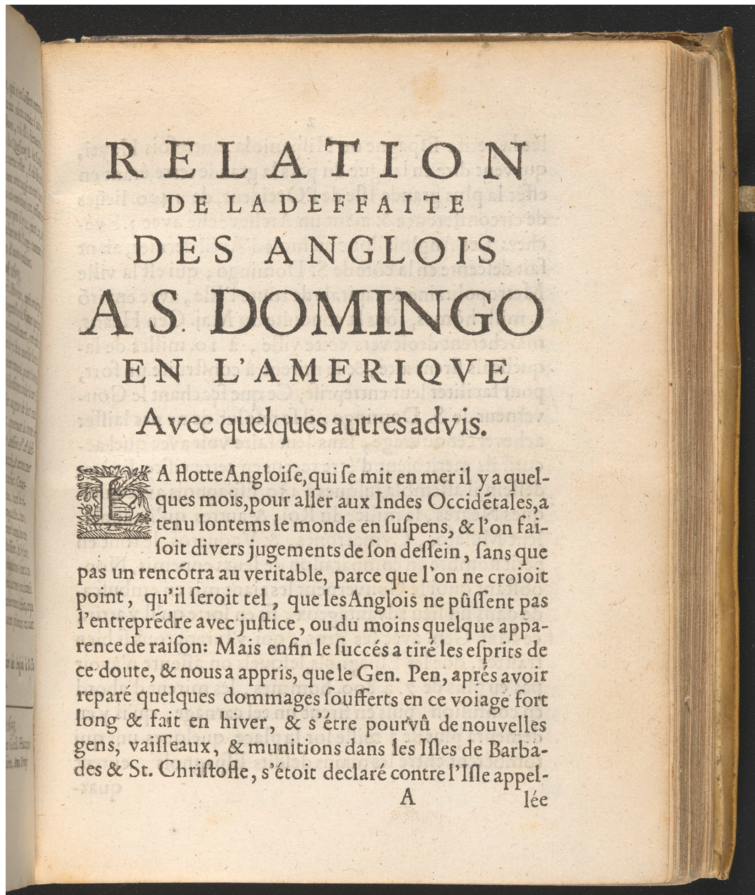 RELATION
DE LA DEFFAITE
DES ANGLOIS
A S. DOMINGO
EN L'AMERIQVE
Avec quelques autres advis.
LA flotte Angloiſe, qui ſe mit en mer il y a quel-
ques mois, pour aller aux Indes Occidētales, a
tenu lontems le monde en ſuſpens, & l'on fai-
ſoit divers jugements de ſon deſſein, ſans que
pas un rencōtra au veritable, parce que l'on ne croioit
point, qu'il ſeroit tel, que les Anglois ne pûſſent pas
l'entreprēdre avec juſtice, ou du moins quelque appa-
rence de raiſon: Mais enfin le ſuccés a tiré les eſprits de
ce doute, & nous a appris, que le Gen. Pen, aprés avoir
reparé quelques dommages ſoufferts en ce voiage fort
long & fait en hiver, & s'étre pourvû de nouvelles
gens, vaiſſeaux, & munitions dans les Iſles de Barba-
des & St. Chriſtofle, s'étoit declaré contre l'Iſle appel-
A lée